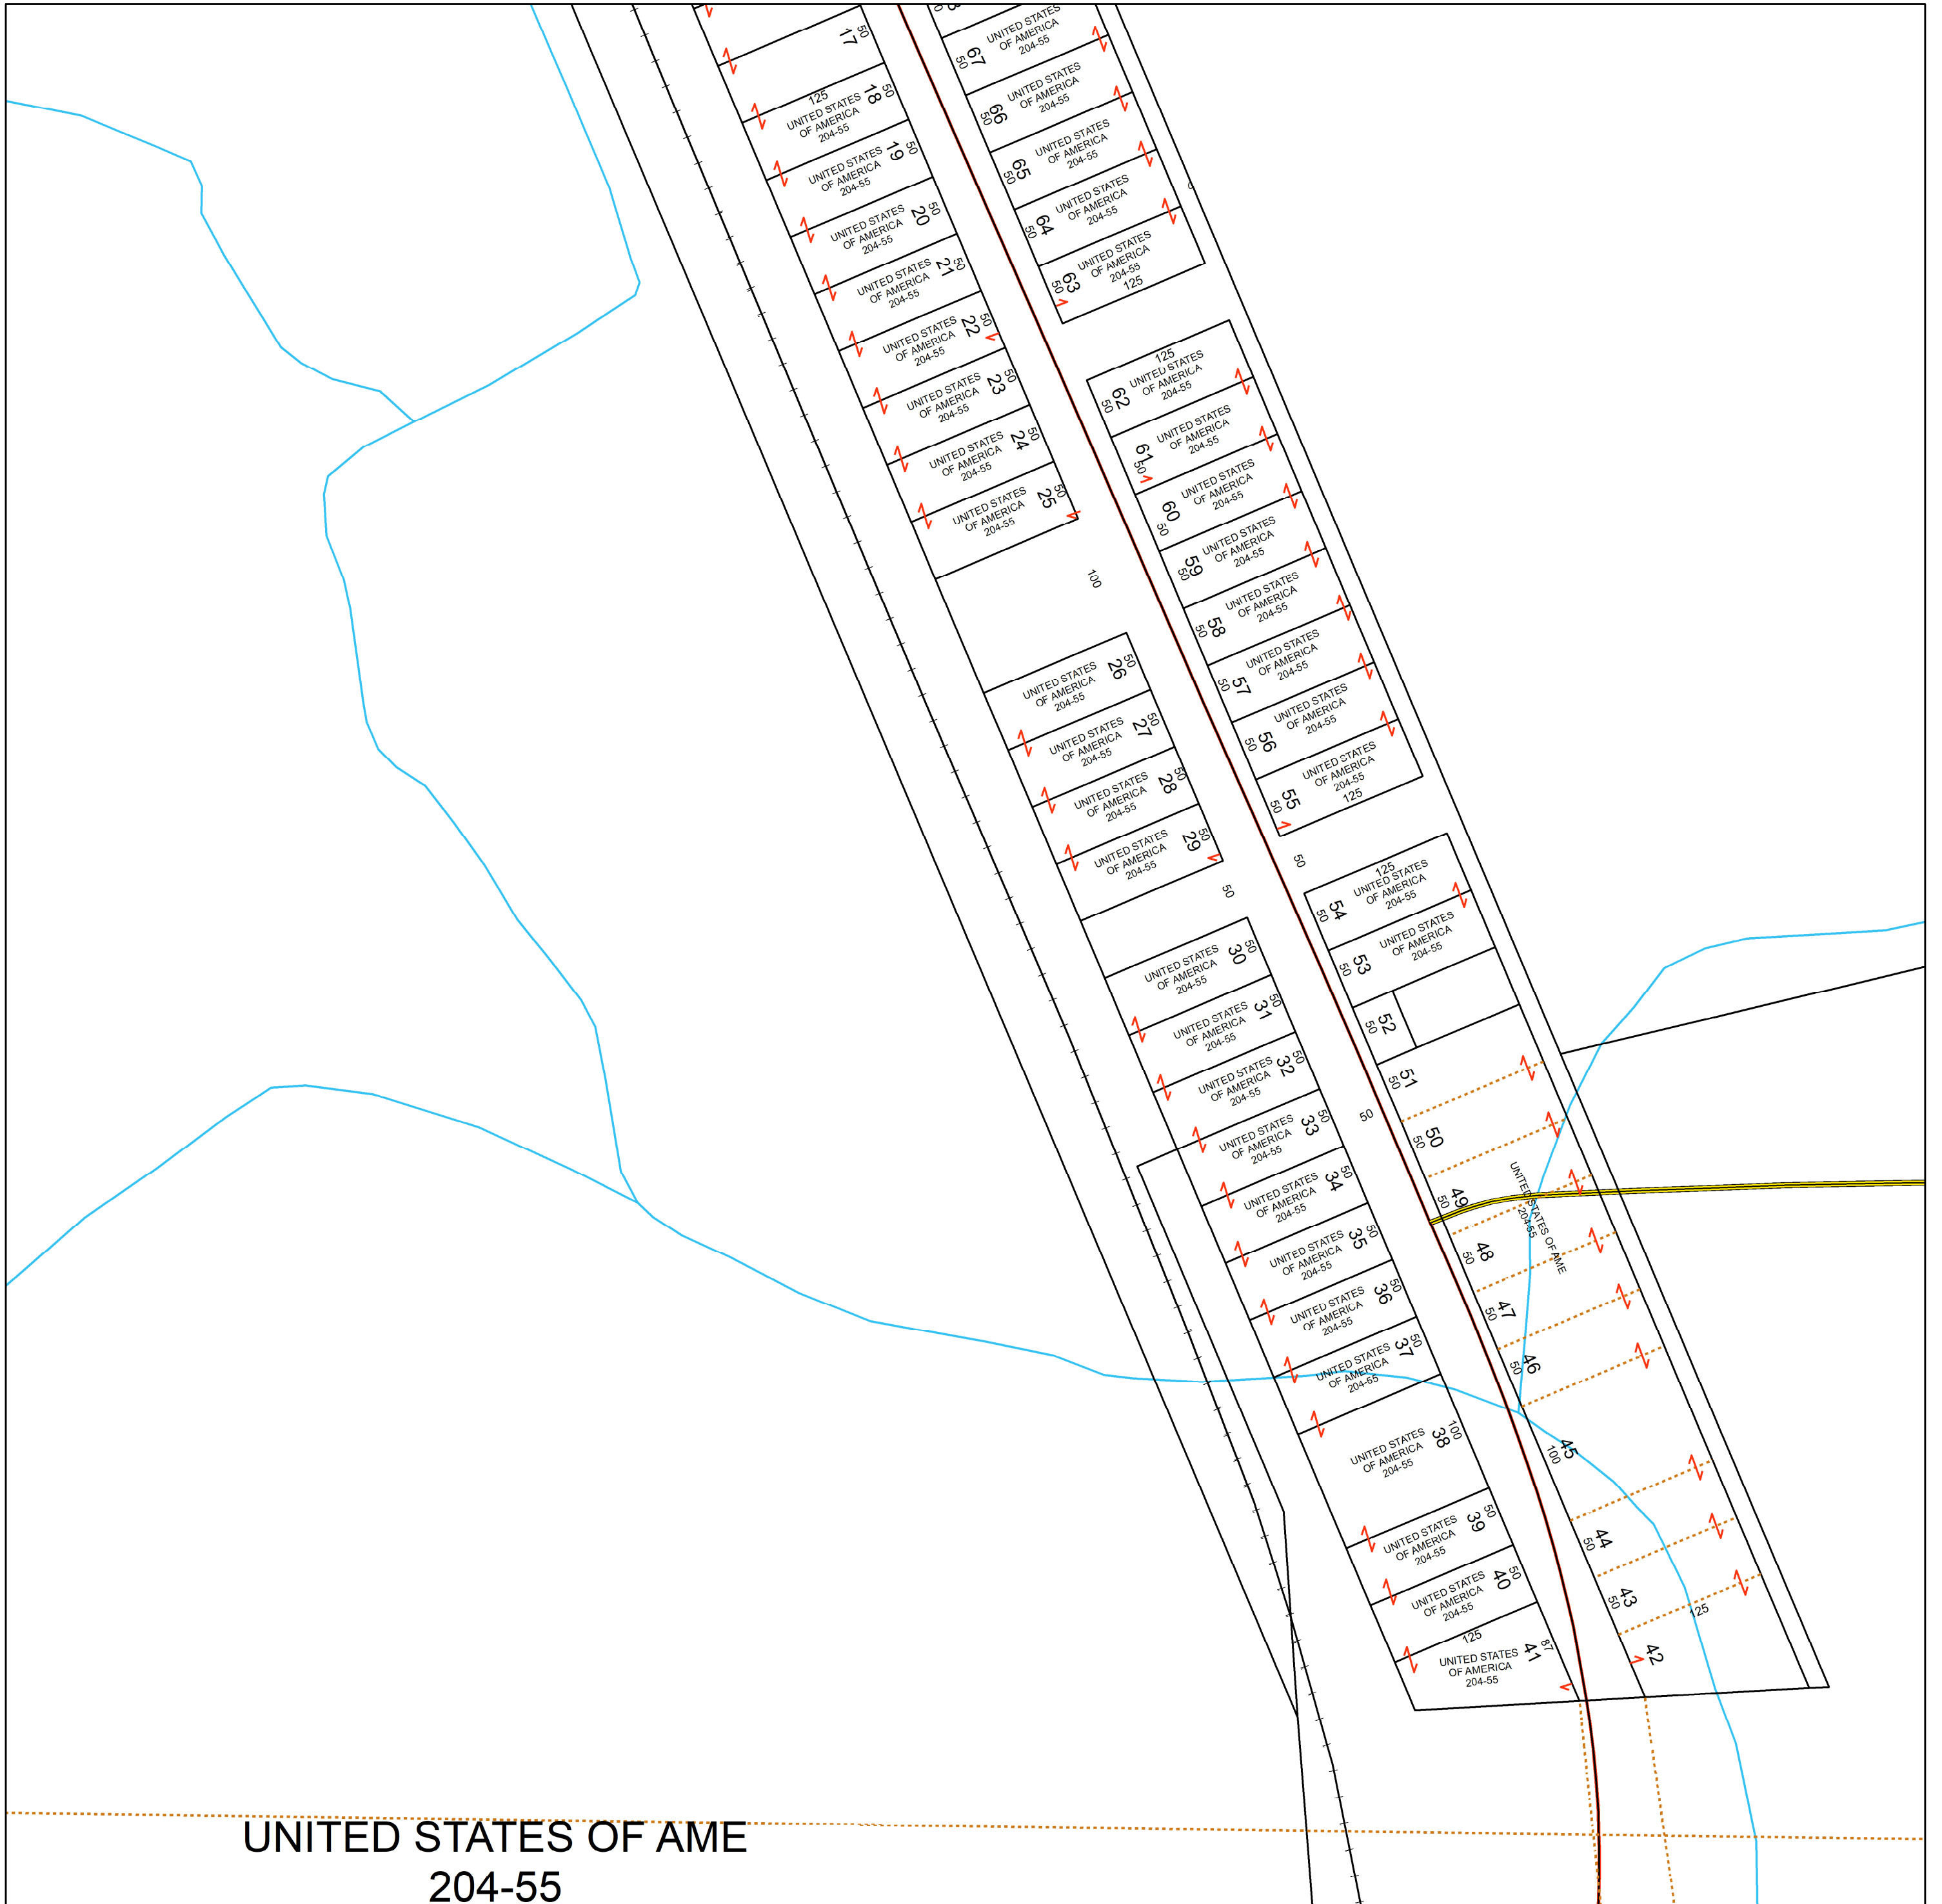 17
50
125
18
50
UNITED STATES
OF AMERICA
204-55
19
50
UNITED STATES
OF AMERICA
204-55
20
50
UNITED STATES
OF AMERICA
204-55
21
50
UNITED STATES
OF AMERICA
204-55
22
50
UNITED STATES
OF AMERICA
204-55
23
50
UNITED STATES
OF AMERICA
204-55
24
50
UNITED STATES
OF AMERICA
204-55
25
50
UNITED STATES
OF AMERICA
204-55
100
26
50
UNITED STATES
OF AMERICA
204-55
27
50
UNITED STATES
OF AMERICA
204-55
28
50
UNITED STATES
OF AMERICA
204-55
29
50
UNITED STATES
OF AMERICA
204-55
50
30
50
UNITED STATES
OF AMERICA
204-55
31
50
UNITED STATES
OF AMERICA
204-55
32
50
UNITED STATES
OF AMERICA
204-55
33
50
UNITED STATES
OF AMERICA
204-55
50
34
50
UNITED STATES
OF AMERICA
204-55
35
50
UNITED STATES
OF AMERICA
204-55
36
50
UNITED STATES
OF AMERICA
204-55
37
50
UNITED STATES
OF AMERICA
204-55
38
100
UNITED STATES
OF AMERICA
204-55
39
50
UNITED STATES
OF AMERICA
204-55
40
50
UNITED STATES
OF AMERICA
204-55
125
41
87
UNITED STATES
OF AMERICA
204-55
50
67
50
UNITED STATES
OF AMERICA
204-55
66
50
UNITED STATES
OF AMERICA
204-55
65
50
UNITED STATES
OF AMERICA
204-55
64
50
UNITED STATES
OF AMERICA
204-55
63
50
UNITED STATES
OF AMERICA
204-55
125
125
62
50
UNITED STATES
OF AMERICA
204-55
61
50
UNITED STATES
OF AMERICA
204-55
60
50
UNITED STATES
OF AMERICA
204-55
59
50
UNITED STATES
OF AMERICA
204-55
58
50
UNITED STATES
OF AMERICA
204-55
57
50
UNITED STATES
OF AMERICA
204-55
56
50
UNITED STATES
OF AMERICA
204-55
55
50
UNITED STATES
OF AMERICA
204-55
125
50
125
54
50
UNITED STATES
OF AMERICA
204-55
53
50
UNITED STATES
OF AMERICA
204-55
52
50
51
50
50
50
49
50
UNITED STATES OF AME
204-55
48
50
47
50
46
50
45
100
44
50
43
50
125
42
UNITED STATES OF AME
204-55